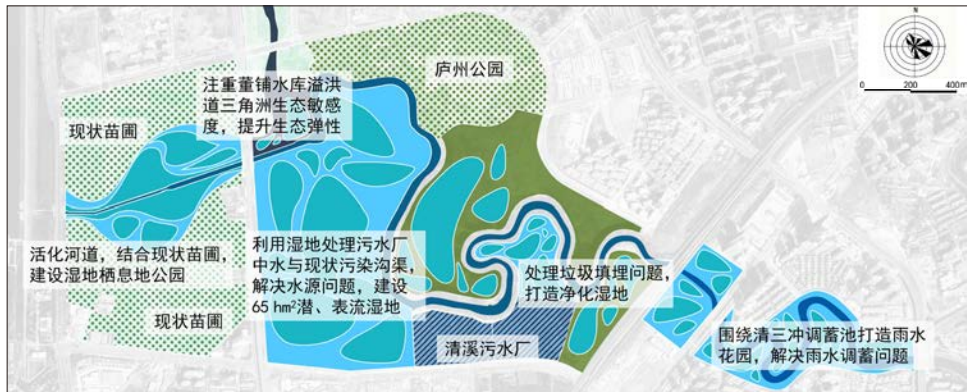 庐州公园
N
0 200 400m
注重董铺水库溢洪
道三角洲生态敏感
度，提升生态弹性
现状苗圃
活化河道，结合现状苗圃，
建设湿地栖息地公园
现状苗圃
利用湿地处理污水厂
中水与现状污染沟渠，
解决水源问题，建设
65 hm²潜、表流湿地
处理垃圾填埋问题，
打造净化湿地
清溪污水厂
围绕清三冲调蓄池打造雨水
花园，解决雨水调蓄问题